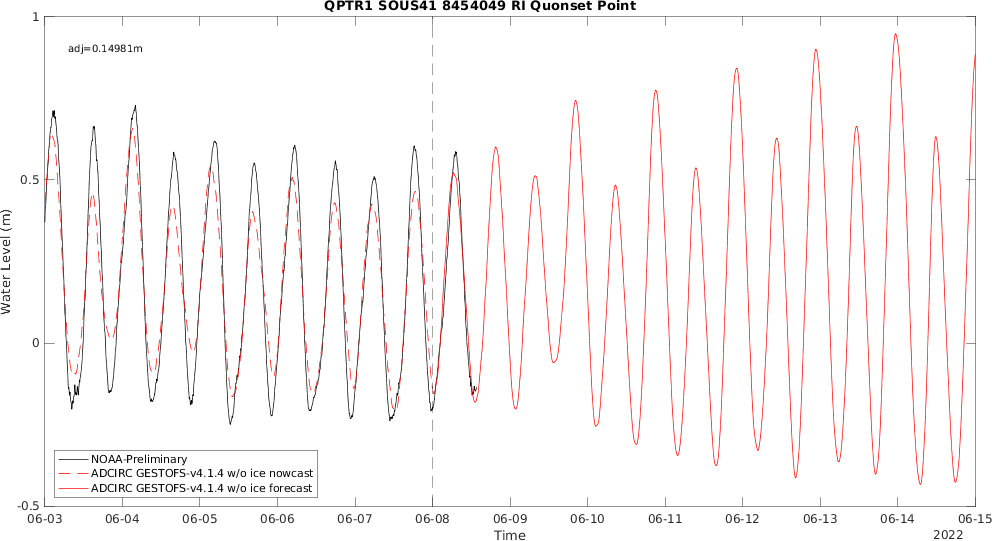 QPTR1 SOUS41 8454049 RI Quonset Point
adj=0.14981m
1
0.5
0
-0.5
Water Level (m)
NOAA-Preliminary
ADCIRC GESTOFS-v4.1.4 w/o ice nowcast
ADCIRC GESTOFS-v4.1.4 w/o ice forecast
06-03 06-04 06-05 06-06 06-07 06-08 06-09 06-10 06-11 06-12 06-13 06-14 06-15
Time
2022